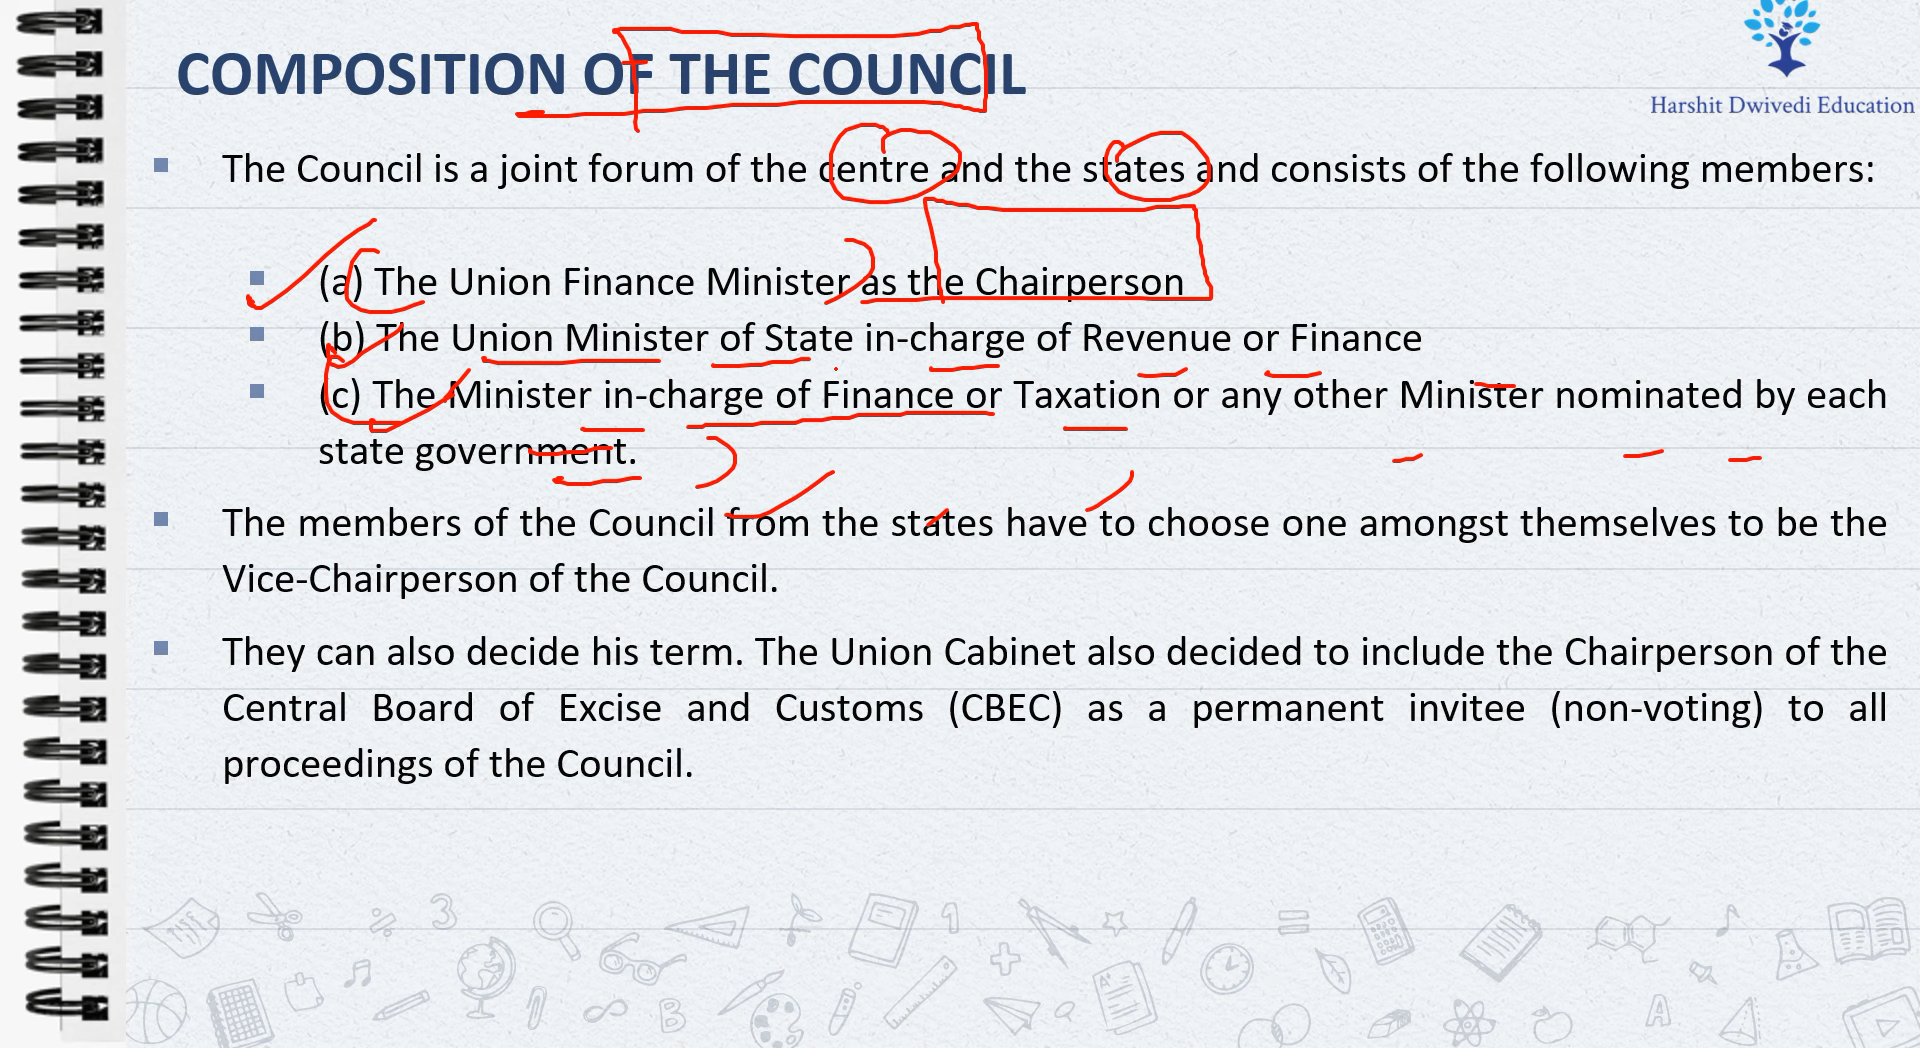 COMPOSITION OF THE COUNCIL
Harshit Dwivedi Education
The Council is a joint forum of the centre and the states and consists of the following members:
(a) The Union Finance Minister as the Chairperson
(b) The Union Minister of State in-charge of Revenue or Finance
(c) The Minister in-charge of Finance or Taxation or any other Minister nominated by each
state government.
The members of the Council from the states have to choose one amongst themselves to be the
Vice-Chairperson of the Council.
They can also decide his term. The Union Cabinet also decided to include the Chairperson of the
Central Board of Excise and Customs (CBEC) as a permanent invitee (non-voting) to all
proceedings of the Council.